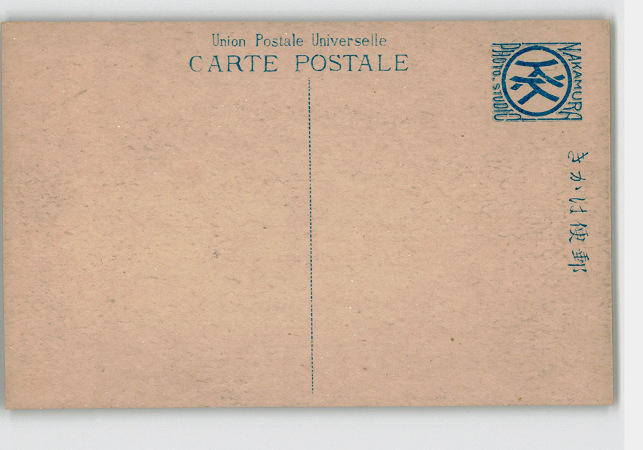 Union Postale Universelle
CARTE POSTALE
NAKAMURA
PHOTO. STUDIO
きかは便郵